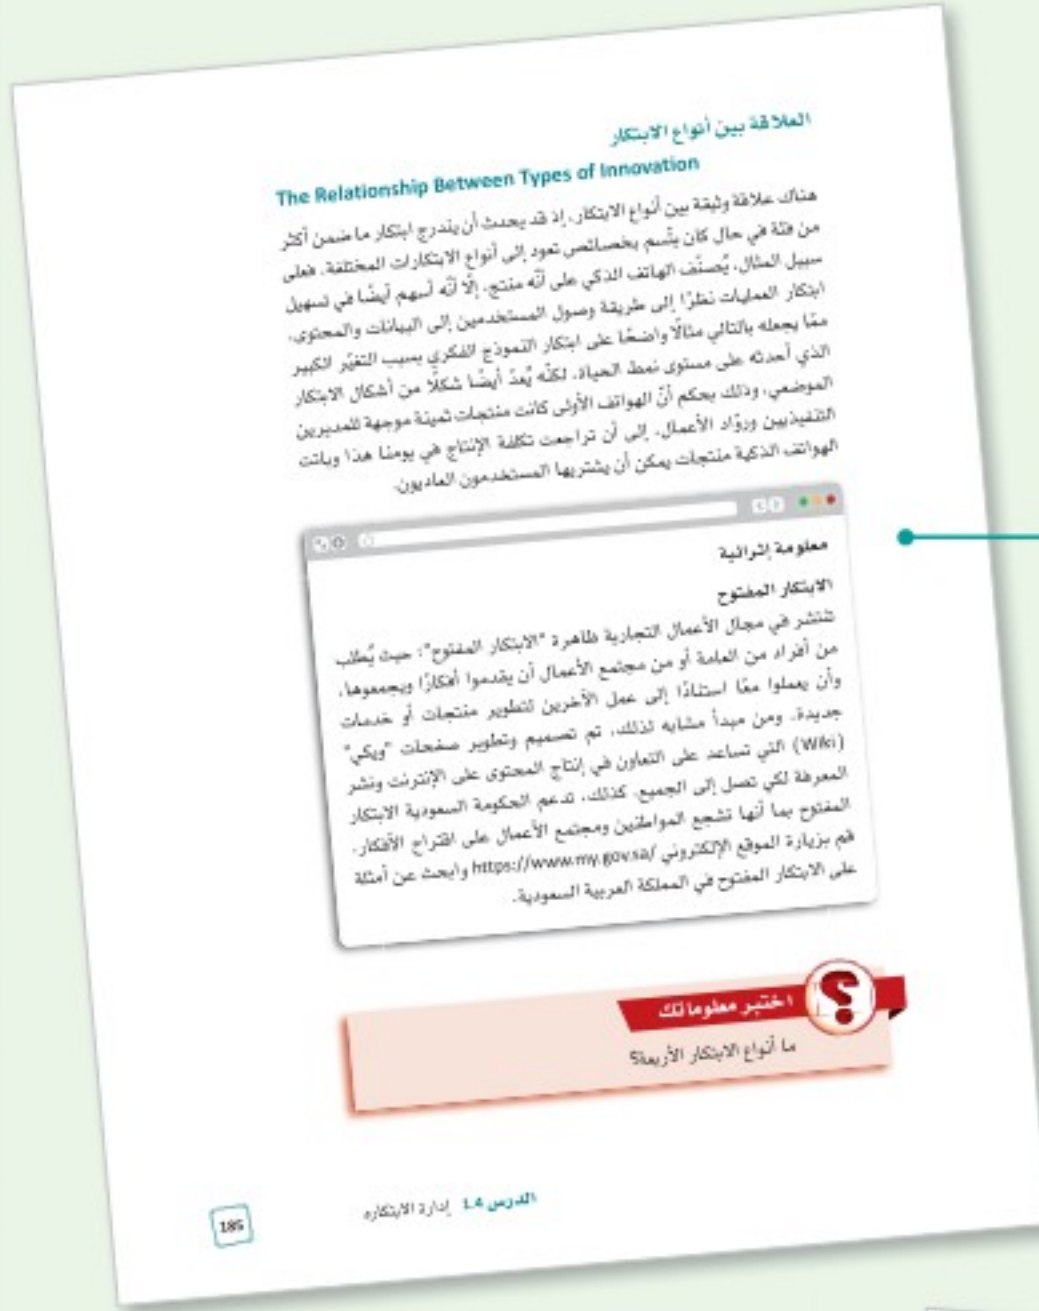 العلاقة بين أنواع الابتكار
The Relationship Between Types of Innovation
هناك علاقة وثيقة بين أنواع الابتكار، إذ قد يحدث أن يندرج ابتكار ما ضمن أكثر
من فئة في حال كان يتّسم بخصائص تعود إلى أنواع الابتكارات المختلفة. فعلى
سبيل المثال، يُصنّف الهاتف الذكي على أنّه منتج، إلّا أنّه أسهم أيضًا في تسهيل
ابتكار العمليات نظرًا إلى طريقة وصول المستخدمين إلى البيانات والمحتوى،
ممّا يجعله بالتالي مثالًا واضحًا على ابتكار النموذج الفكري بسبب التغيّر الكبير
الذي أحدثه على مستوى نمط الحياة. لكنّه يُعدّ أيضًا شكلًا من أشكال الابتكار
الموضعي، وذلك بحكم أنّ الهواتف الأولى كانت منتجات ثمينة موجهة للمديرين
التنفيذيين وروّاد الأعمال، إلى أن تراجعت تكلفة الإنتاج في يومنا هذا وباتت
الهواتف الذكية منتجات يمكن أن يشتريها المستخدمون العاديون.
معلومة إثرائية
الابتكار المفتوح
تنتشر في مجال الأعمال التجارية ظاهرة "الابتكار المفتوح"؛ حيث يُطلب
من أفراد من العامة أو من مجتمع الأعمال أن يقدموا أفكارًا ويجمعوها،
وأن يعملوا معًا استنادًا إلى عمل الآخرين لتطوير منتجات أو خدمات
جديدة. ومن مبدأ مشابه لذلك، تم تصميم وتطوير صفحات "ويكي"
(Wiki) التي تساعد على التعاون في إنتاج المحتوى على الإنترنت ونشر
المعرفة لكي تصل إلى الجميع. كذلك، تدعم الحكومة السعودية الابتكار
المفتوح بما أنها تشجع المواطنين ومجتمع الأعمال على اقتراح الأفكار.
قم بزيارة الموقع الإلكتروني https://www.my.gov.sa/ وابحث عن أمثلة
على الابتكار المفتوح في المملكة العربية السعودية.
اختبر معلوماتك
ما أنواع الابتكار الأربعة؟
الدرس 1.4 إدارة الابتكاره
185